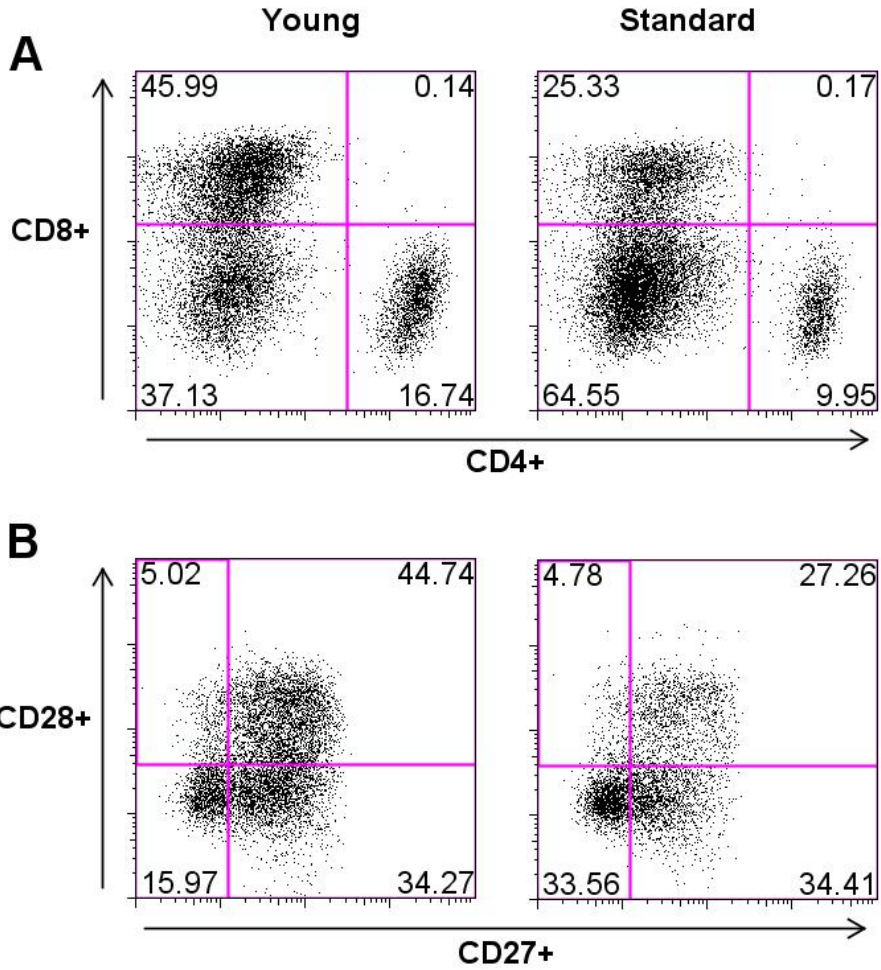 Young Standard
A
45.99 0.14 25.33 0.17
CD8+
37.13 16.74 64.55 9.95
CD4+
B
5.02 44.74 4.78 27.26
CD28+
15.97 34.27 33.56 34.41
CD27+